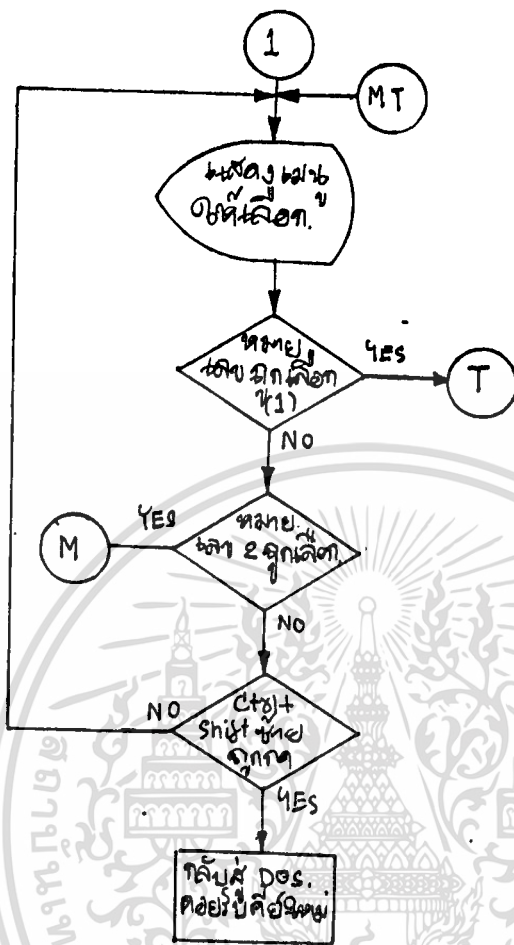 1
MT
แสดงเมนู
ให้เลือก.
หมาย
เลข ถูกเลือก
(1)
YES
T
NO
หมาย
เลข 2 ถูกเลือก
YES
M
NO
Ctrl+
Shift ซ้าย
ถูกกด
NO
YES
กลับสู่ DOS.
คอยรับคีย์ใหม่